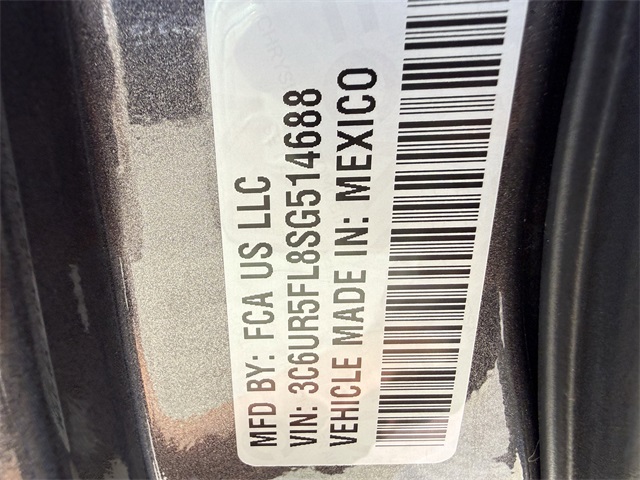 MFD BY: FCA US LLC
VIN: 3C6UR5FL8SG514688
VEHICLE MADE IN: MEXICO